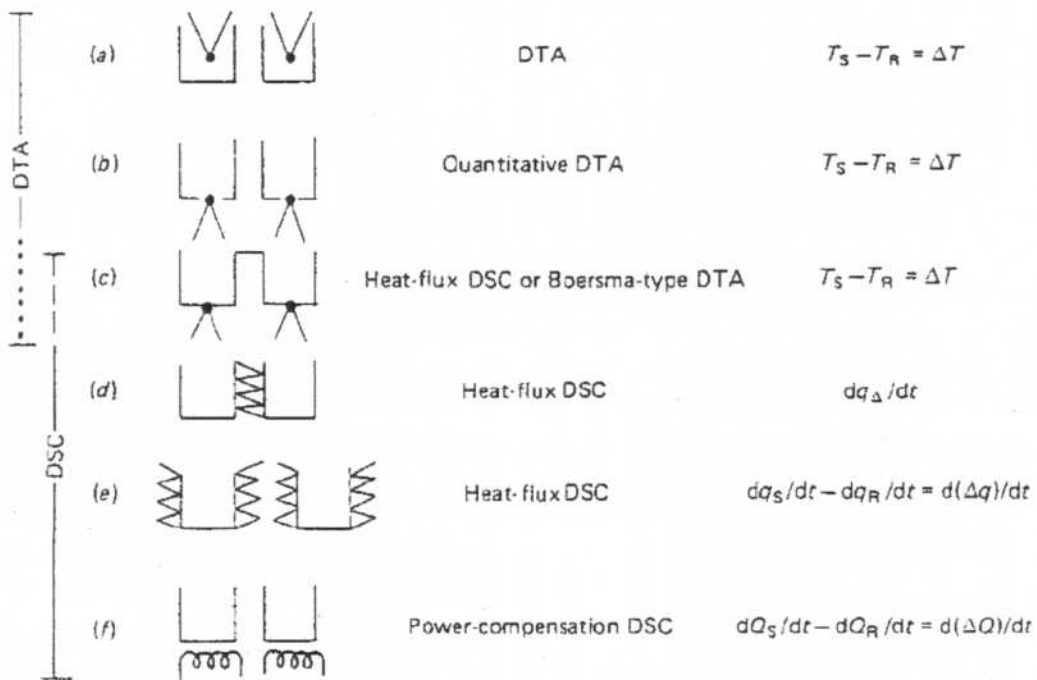 (a) DTA T_S − T_R = ΔT
DTA
(b) Quantitative DTA T_S − T_R = ΔT
(c) Heat-flux DSC or Boersma-type DTA T_S − T_R = ΔT
(d) Heat-flux DSC dq_Δ/dt
DSC
(e) Heat-flux DSC dq_S/dt − dq_R/dt = d(Δq)/dt
(f) Power-compensation DSC dQ_S/dt − dQ_R/dt = d(ΔQ)/dt